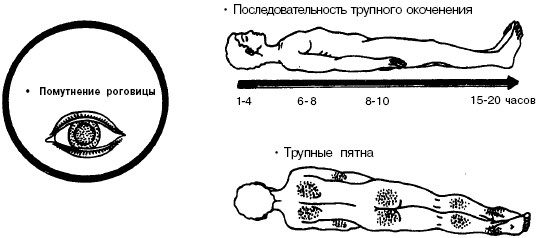 • Последовательность трупного окоченения
• Помутнение роговицы
1-4 6-8 8-10 15-20 часов
• Трупные пятна